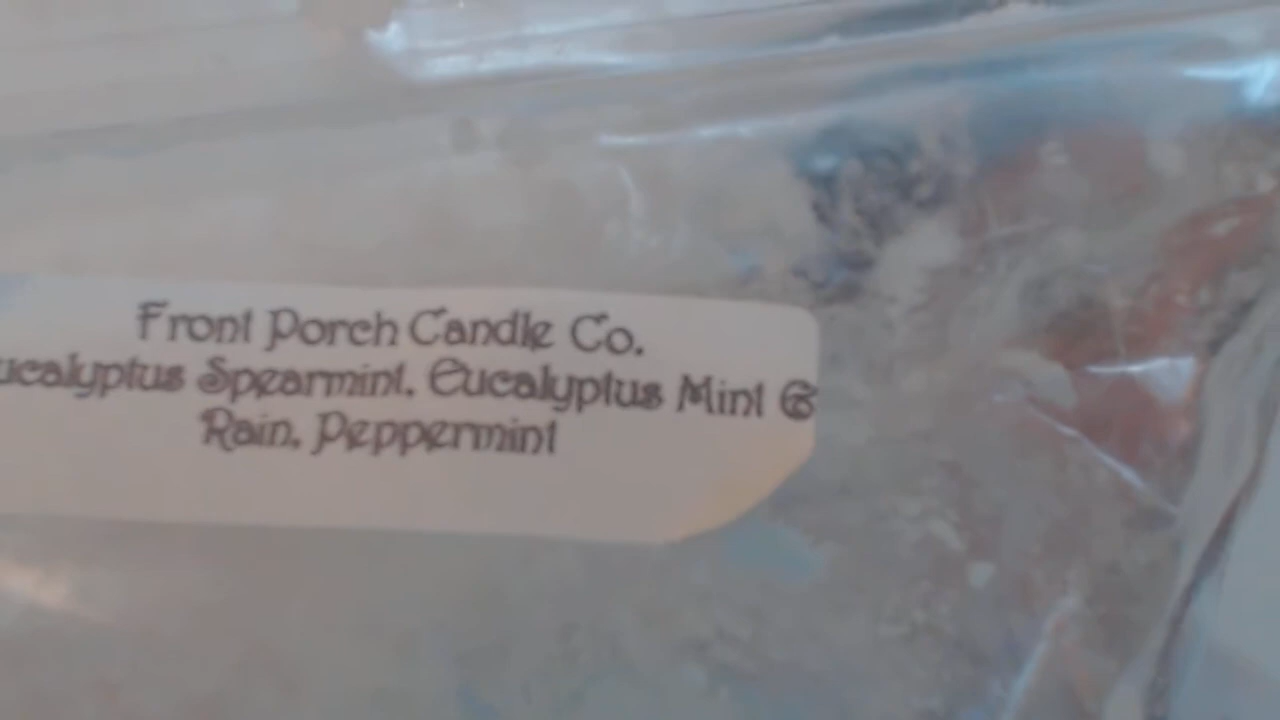 Front Porch Candle Co.
ucalyptus Spearmint, Eucalyptus Mint &
Rain, Peppermint